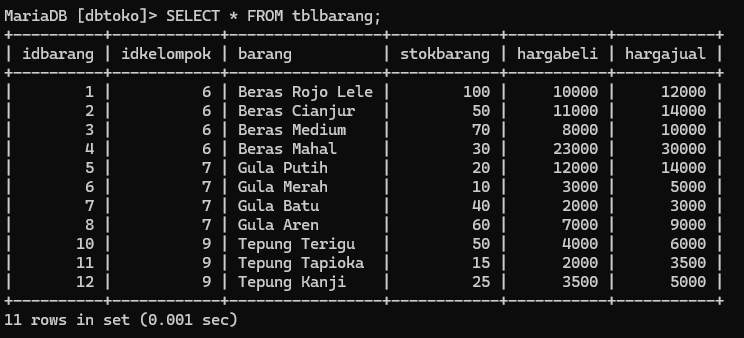 MariaDB [dbtoko]> SELECT * FROM tblbarang;
+----------+------------+-----------------+------------+-----------+-----------+
| idbarang | idkelompok | barang          | stokbarang | hargabeli | hargajual |
+----------+------------+-----------------+------------+-----------+-----------+
|        1 |          6 | Beras Rojo Lele |        100 |     10000 |     12000 |
|        2 |          6 | Beras Cianjur   |         50 |     11000 |     14000 |
|        3 |          6 | Beras Medium    |         70 |      8000 |     10000 |
|        4 |          6 | Beras Mahal     |         30 |     23000 |     30000 |
|        5 |          7 | Gula Putih      |         20 |     12000 |     14000 |
|        6 |          7 | Gula Merah      |         10 |      3000 |      5000 |
|        7 |          7 | Gula Batu       |         40 |      2000 |      3000 |
|        8 |          7 | Gula Aren       |         60 |      7000 |      9000 |
|       10 |          9 | Tepung Terigu   |         50 |      4000 |      6000 |
|       11 |          9 | Tepung Tapioka  |         15 |      2000 |      3500 |
|       12 |          9 | Tepung Kanji    |         25 |      3500 |      5000 |
+----------+------------+-----------------+------------+-----------+-----------+
11 rows in set (0.001 sec)